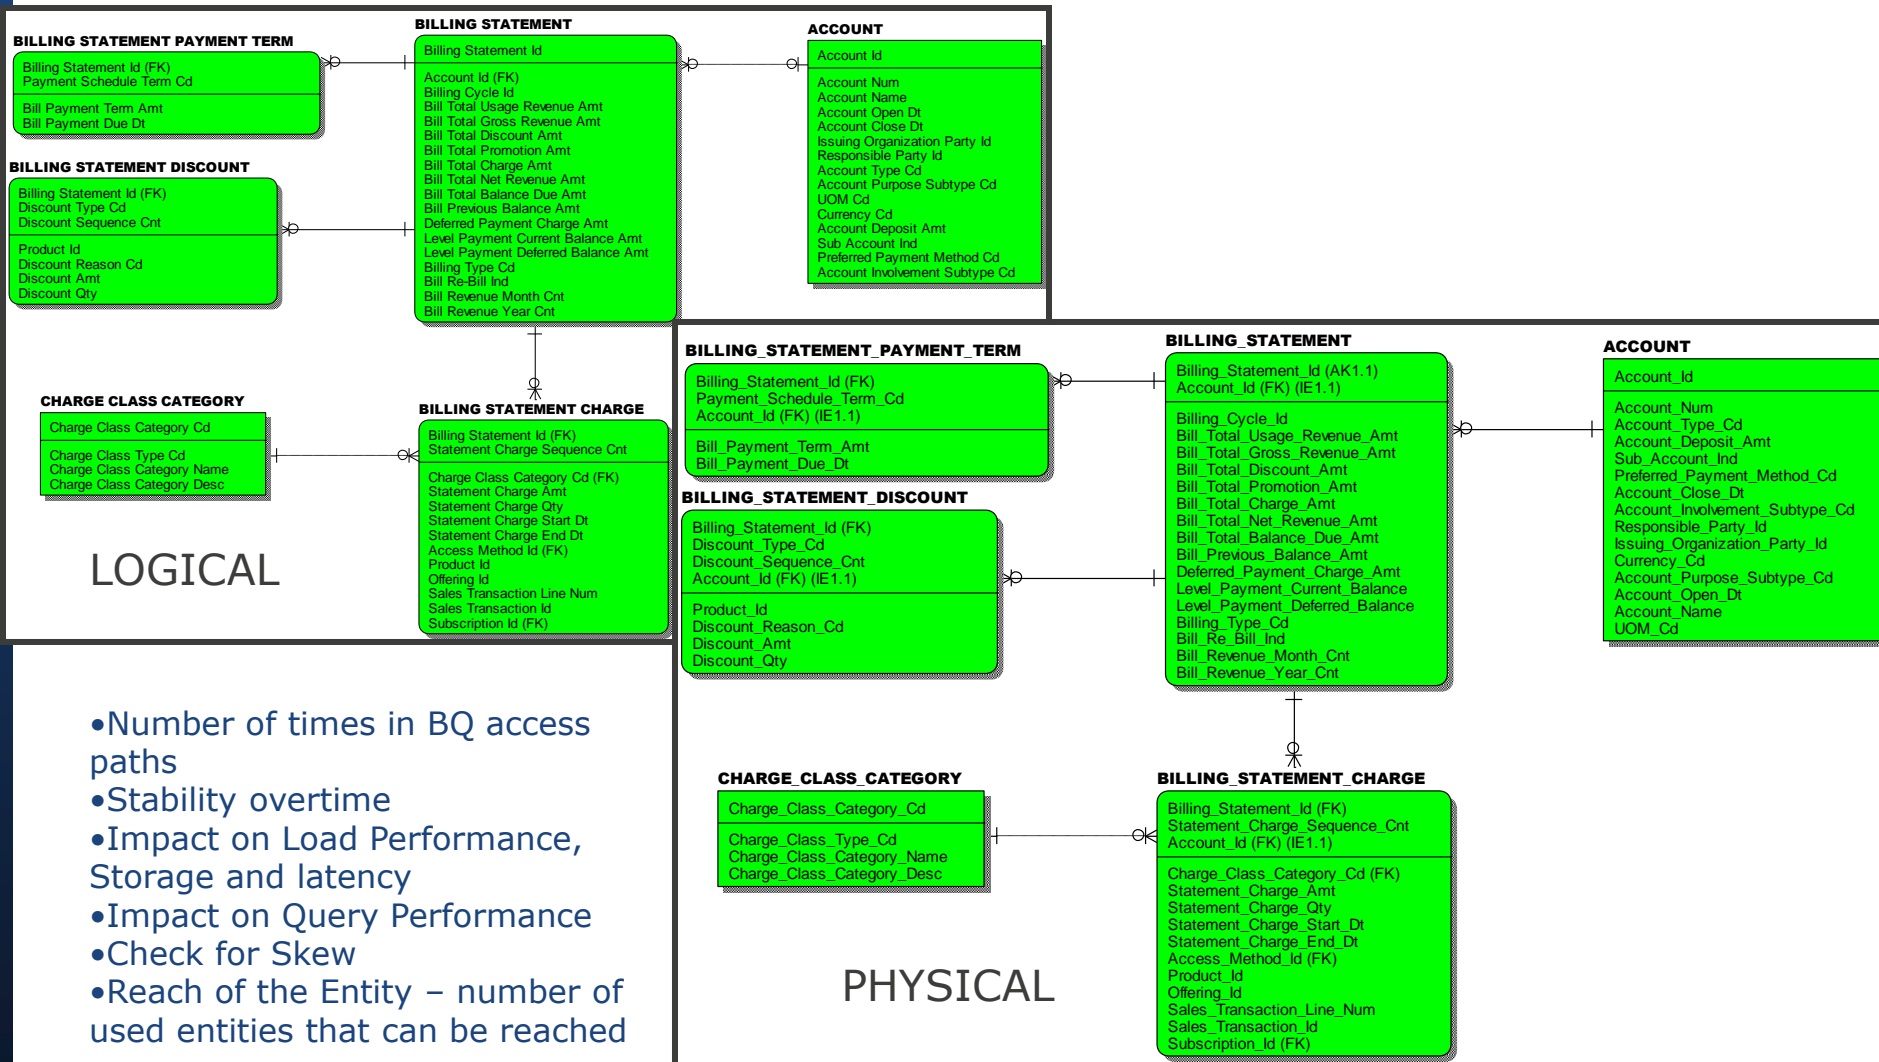 BILLING STATEMENT PAYMENT TERM
Billing Statement Id (FK)
Payment Schedule Term Cd
Bill Payment Term Amt
Bill Payment Due Dt
BILLING STATEMENT DISCOUNT
Billing Statement Id (FK)
Discount Type Cd
Discount Sequence Cnt
Product Id
Discount Reason Cd
Discount Amt
Discount Qty
BILLING STATEMENT
Billing Statement Id
Account Id (FK)
Billing Cycle Id
Bill Total Usage Revenue Amt
Bill Total Gross Revenue Amt
Bill Total Discount Amt
Bill Total Promotion Amt
Bill Total Charge Amt
Bill Total Net Revenue Amt
Bill Total Balance Due Amt
Bill Previous Balance Amt
Deferred Payment Charge Amt
Level Payment Current Balance Amt
Level Payment Deferred Balance Amt
Billing Type Cd
Bill Re-Bill Ind
Bill Revenue Month Cnt
Bill Revenue Year Cnt
ACCOUNT
Account Id
Account Num
Account Name
Account Open Dt
Account Close Dt
Issuing Organization Party Id
Responsible Party Id
Account Type Cd
Account Purpose Subtype Cd
UOM Cd
Currency Cd
Account Deposit Amt
Sub Account Ind
Preferred Payment Method Cd
Account Involvement Subtype Cd
CHARGE CLASS CATEGORY
Charge Class Category Cd
Charge Class Type Cd
Charge Class Category Name
Charge Class Category Desc
BILLING STATEMENT CHARGE
Billing Statement Id (FK)
Statement Charge Sequence Cnt
Charge Class Category Cd (FK)
Statement Charge Amt
Statement Charge Qty
Statement Charge Start Dt
Statement Charge End Dt
Access Method Id (FK)
Product Id
Offering Id
Sales Transaction Line Num
Sales Transaction Id
Subscription Id (FK)
LOGICAL
BILLING_STATEMENT_PAYMENT_TERM
Billing_Statement_Id (FK)
Payment_Schedule_Term_Cd
Account_Id (FK) (IE1.1)
Bill_Payment_Term_Amt
Bill_Payment_Due_Dt
BILLING_STATEMENT_DISCOUNT
Billing_Statement_Id (FK)
Discount_Type_Cd
Discount_Sequence_Cnt
Account_Id (FK) (IE1.1)
Product_Id
Discount_Reason_Cd
Discount_Amt
Discount_Qty
BILLING_STATEMENT
Billing_Statement_Id (AK1.1)
Account_Id (FK) (IE1.1)
Billing_Cycle_Id
Bill_Total_Usage_Revenue_Amt
Bill_Total_Gross_Revenue_Amt
Bill_Total_Discount_Amt
Bill_Total_Promotion_Amt
Bill_Total_Charge_Amt
Bill_Total_Net_Revenue_Amt
Bill_Total_Balance_Due_Amt
Bill_Previous_Balance_Amt
Deferred_Payment_Charge_Amt
Level_Payment_Current_Balance
Level_Payment_Deferred_Balance
Billing_Type_Cd
Bill_Re_Bill_Ind
Bill_Revenue_Month_Cnt
Bill_Revenue_Year_Cnt
ACCOUNT
Account_Id
Account_Num
Account_Type_Cd
Account_Deposit_Amt
Sub_Account_Ind
Preferred_Payment_Method_Cd
Account_Close_Dt
Account_Involvement_Subtype_Cd
Responsible_Party_Id
Issuing_Organization_Party_Id
Currency_Cd
Account_Purpose_Subtype_Cd
Account_Open_Dt
Account_Name
UOM_Cd
CHARGE_CLASS_CATEGORY
Charge_Class_Category_Cd
Charge_Class_Type_Cd
Charge_Class_Category_Name
Charge_Class_Category_Desc
BILLING_STATEMENT_CHARGE
Billing_Statement_Id (FK)
Statement_Charge_Sequence_Cnt
Account_Id (FK) (IE1.1)
Charge_Class_Category_Cd (FK)
Statement_Charge_Amt
Statement_Charge_Qty
Statement_Charge_Start_Dt
Statement_Charge_End_Dt
Access_Method_Id (FK)
Product_Id
Offering_Id
Sales_Transaction_Line_Num
Sales_Transaction_Id
Subscription_Id (FK)
PHYSICAL
•Number of times in BQ access
paths
•Stability overtime
•Impact on Load Performance,
Storage and latency
•Impact on Query Performance
•Check for Skew
•Reach of the Entity – number of
used entities that can be reached